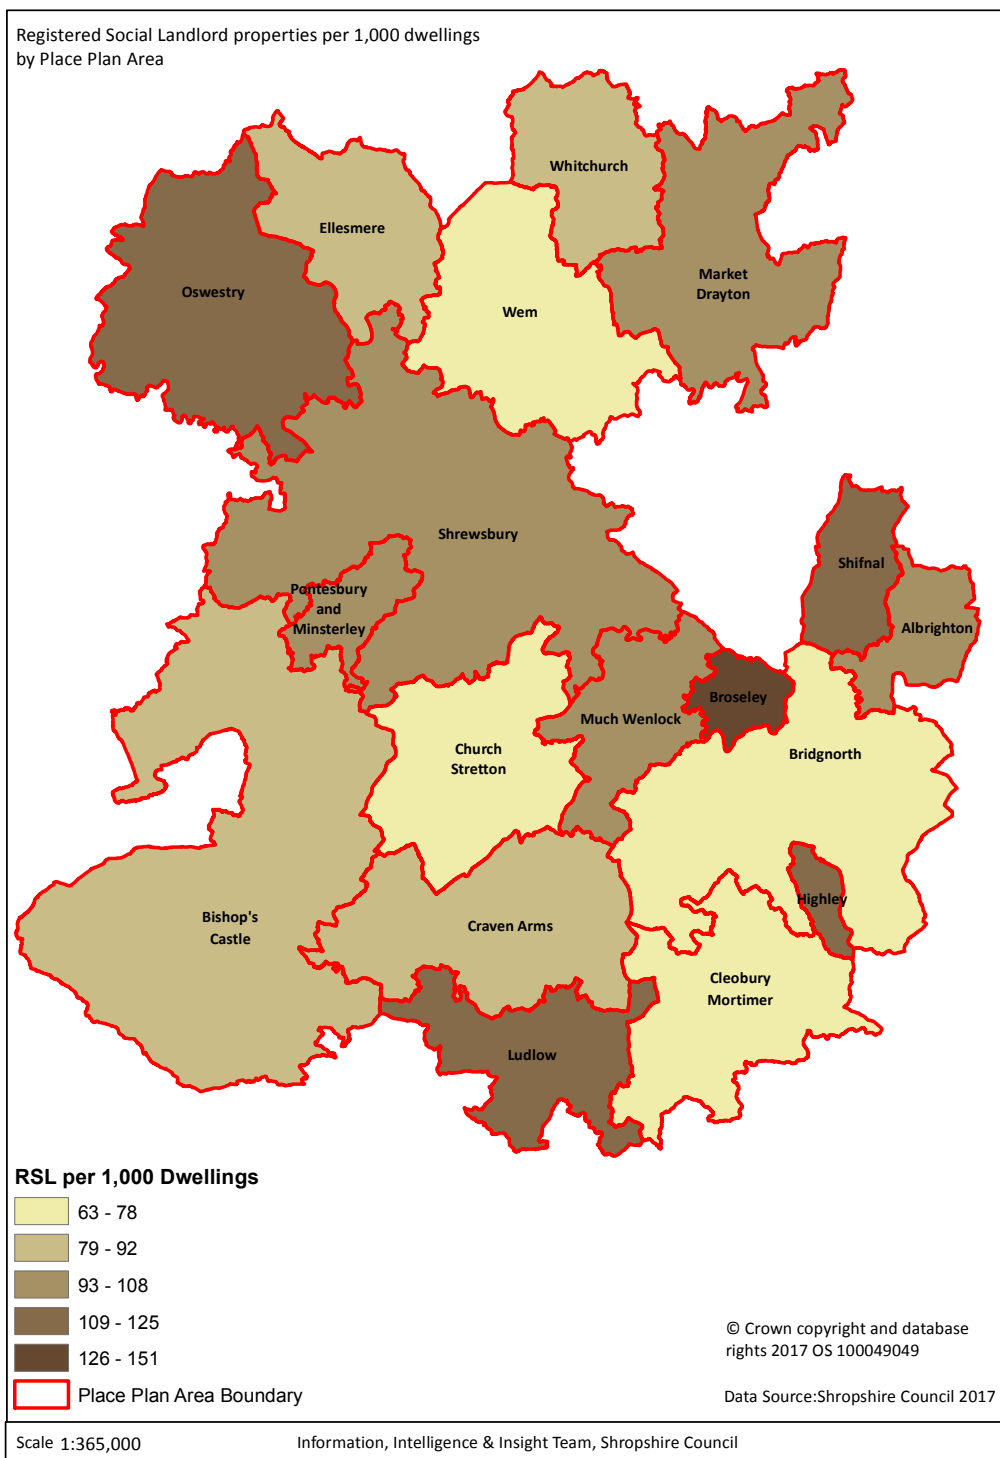 Registered Social Landlord properties per 1,000 dwellings
by Place Plan Area
Whitchurch
Ellesmere
Market
Drayton
Oswestry
Wem
Shrewsbury
Shifnal
Pontesbury
and
Minsterley
Albrighton
Broseley
Much Wenlock
Church
Stretton
Bridgnorth
Highley
Bishop's
Castle
Craven Arms
Cleobury
Mortimer
Ludlow
RSL per 1,000 Dwellings
63 - 78
79 - 92
93 - 108
109 - 125
126 - 151
Place Plan Area Boundary
© Crown copyright and database
rights 2017 OS 100049049
Data Source:Shropshire Council 2017
Scale 1:365,000
Information, Intelligence & Insight Team, Shropshire Council